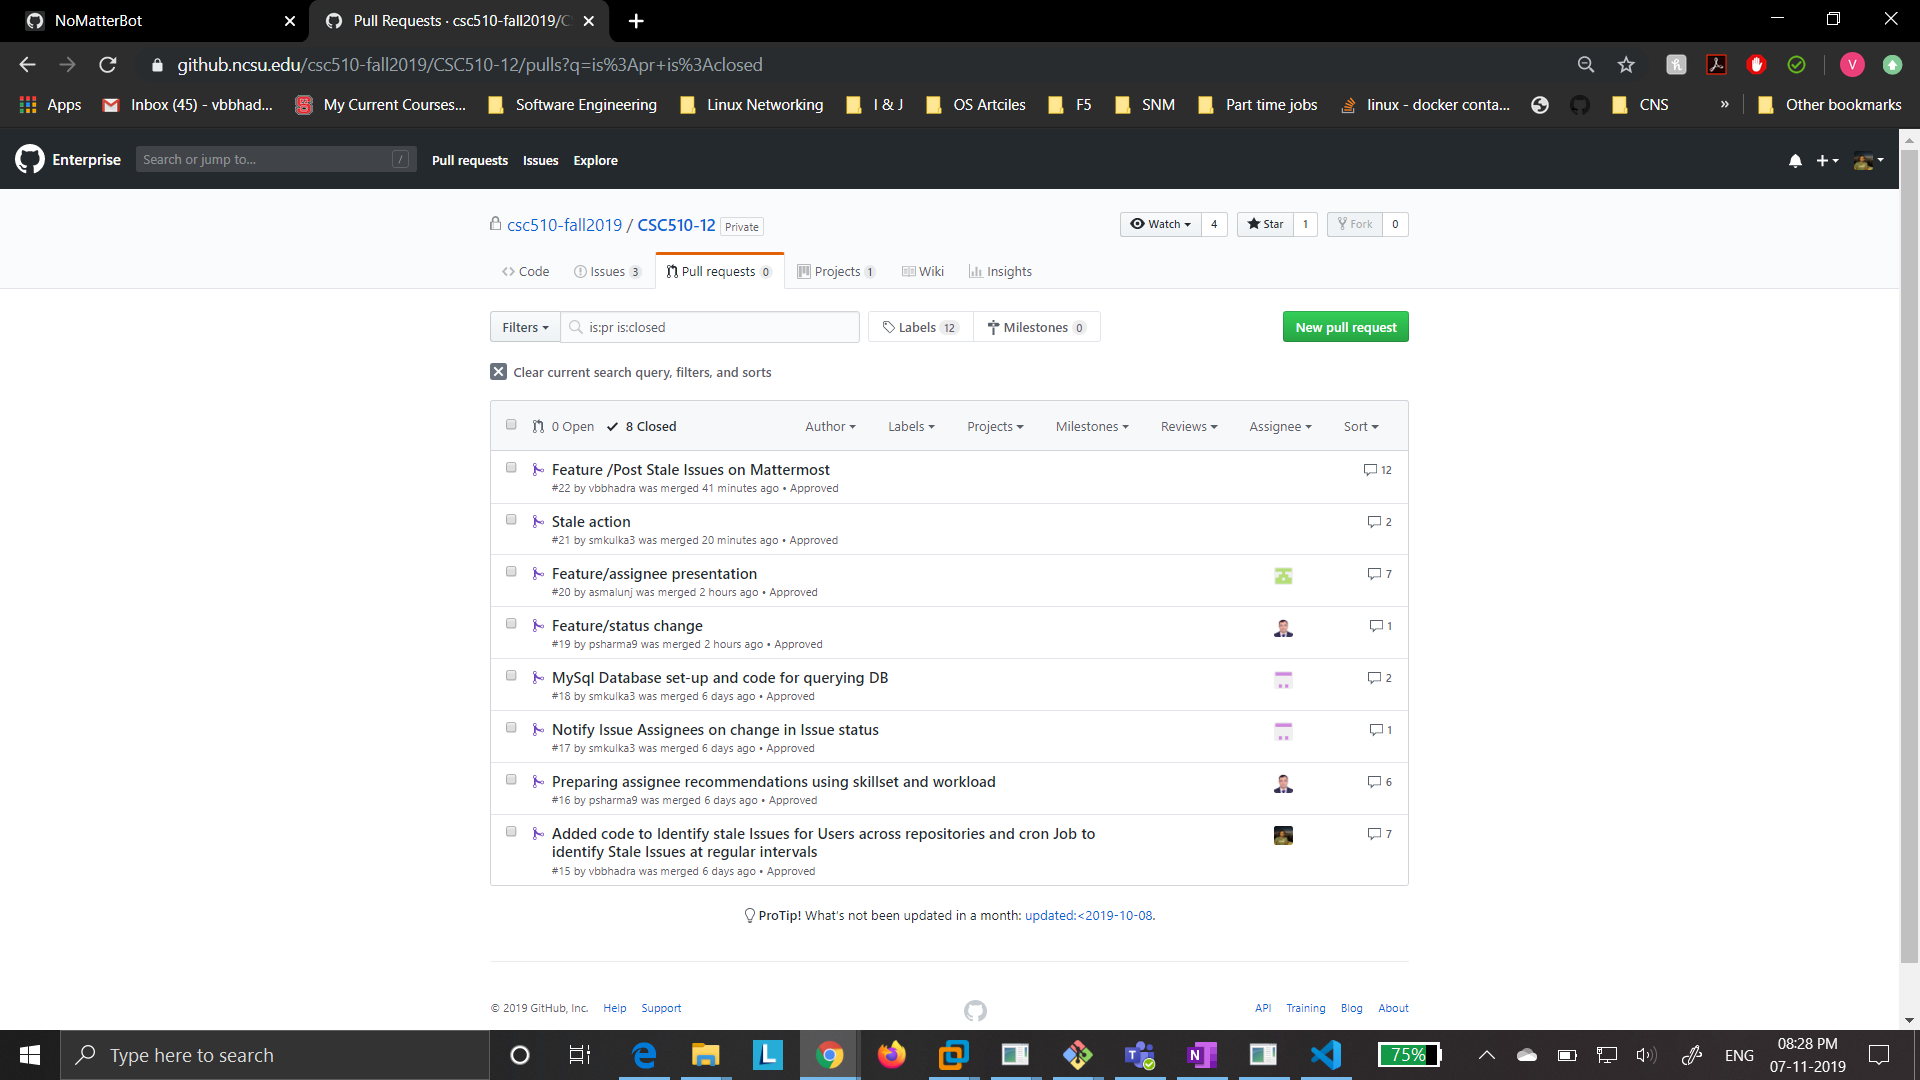 NoMatterBot
Pull Requests · csc510-fall2019/C
github.ncsu.edu/csc510-fall2019/CSC510-12/pulls?q=is%3Apr+is%3Aclosed
V
Apps
Inbox (45) - vbbhad...
My Current Courses...
Software Engineering
Linux Networking
I & J
OS Artciles
F5
SNM
Part time jobs
linux - docker conta...
CNS
»
Other bookmarks
Enterprise
Search or jump to...
/
Pull requests
Issues
Explore
csc510-fall2019 / CSC510-12 Private
Watch 4
Star 1
Fork 0
Code
Issues 3
Pull requests 0
Projects 1
Wiki
Insights
Filters
is:pr is:closed
Labels 12
Milestones 0
New pull request
Clear current search query, filters, and sorts
0 Open
8 Closed
Author
Labels
Projects
Milestones
Reviews
Assignee
Sort
Feature /Post Stale Issues on Mattermost
12
#22 by vbbhadra was merged 41 minutes ago • Approved
Stale action
2
#21 by smkulka3 was merged 20 minutes ago • Approved
Feature/assignee presentation
7
#20 by asmalunj was merged 2 hours ago • Approved
Feature/status change
1
#19 by psharma9 was merged 2 hours ago • Approved
MySql Database set-up and code for querying DB
2
#18 by smkulka3 was merged 6 days ago • Approved
Notify Issue Assignees on change in Issue status
1
#17 by smkulka3 was merged 6 days ago • Approved
Preparing assignee recommendations using skillset and workload
6
#16 by psharma9 was merged 6 days ago • Approved
Added code to Identify stale Issues for Users across repositories and cron Job to
7
identify Stale Issues at regular intervals
#15 by vbbhadra was merged 6 days ago • Approved
ProTip! What's not been updated in a month: updated:<2019-10-08.
© 2019 GitHub, Inc.
Help
Support
API
Training
Blog
About
Type here to search
75%
ENG
08:28 PM
07-11-2019